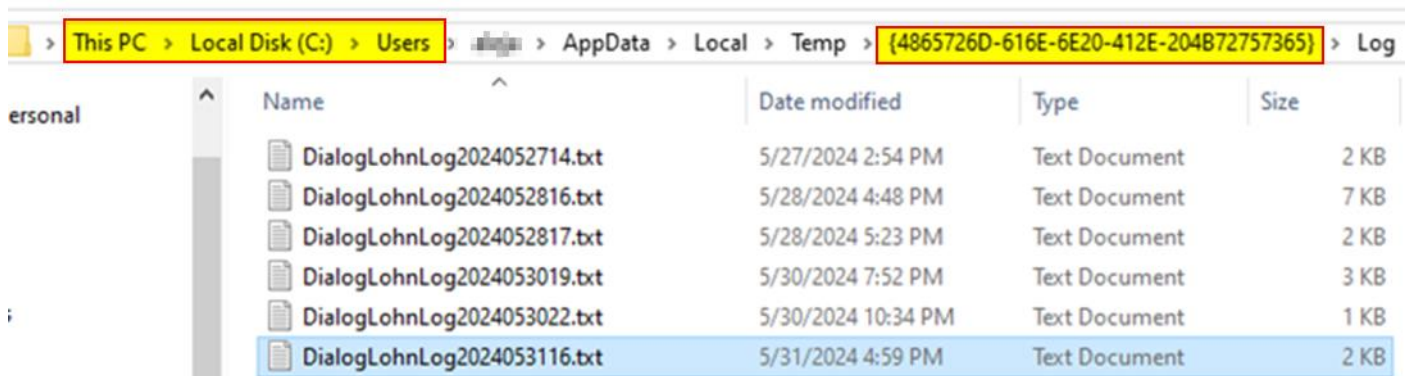 This PC > Local Disk (C:) > Users > > AppData > Local > Temp > {4865726D-616E-6E20-412E-204B72757365} > Log
ersonal
Name Date modified Type Size
DialogLohnLog2024052714.txt 5/27/2024 2:54 PM Text Document 2 KB
DialogLohnLog2024052816.txt 5/28/2024 4:48 PM Text Document 7 KB
DialogLohnLog2024052817.txt 5/28/2024 5:23 PM Text Document 2 KB
DialogLohnLog2024053019.txt 5/30/2024 7:52 PM Text Document 3 KB
DialogLohnLog2024053022.txt 5/30/2024 10:34 PM Text Document 1 KB
DialogLohnLog2024053116.txt 5/31/2024 4:59 PM Text Document 2 KB